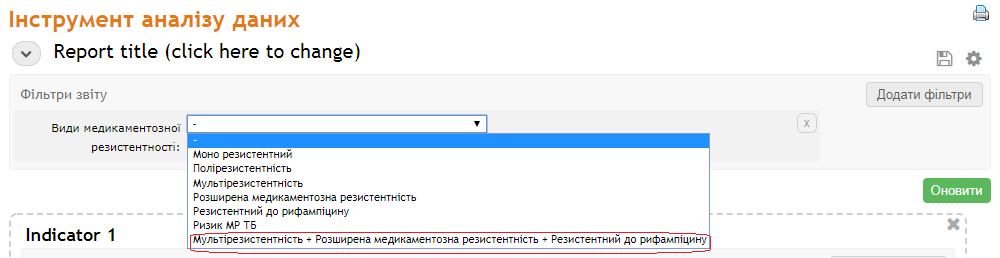 Інструмент аналізу даних
Report title (click here to change)
Фільтри звіту
Додати фільтри
Види медикаментозної
резистентності:
-
x
-
Моно резистентний
Полірезистентність
Мультірезистентність
Розширена медикаментозна резистентність
Резистентний до рифампіцину
Ризик МР ТБ
Мультірезистентність + Розширена медикаментозна резистентність + Резистентний до рифампіцину
Оновити
Indicator 1